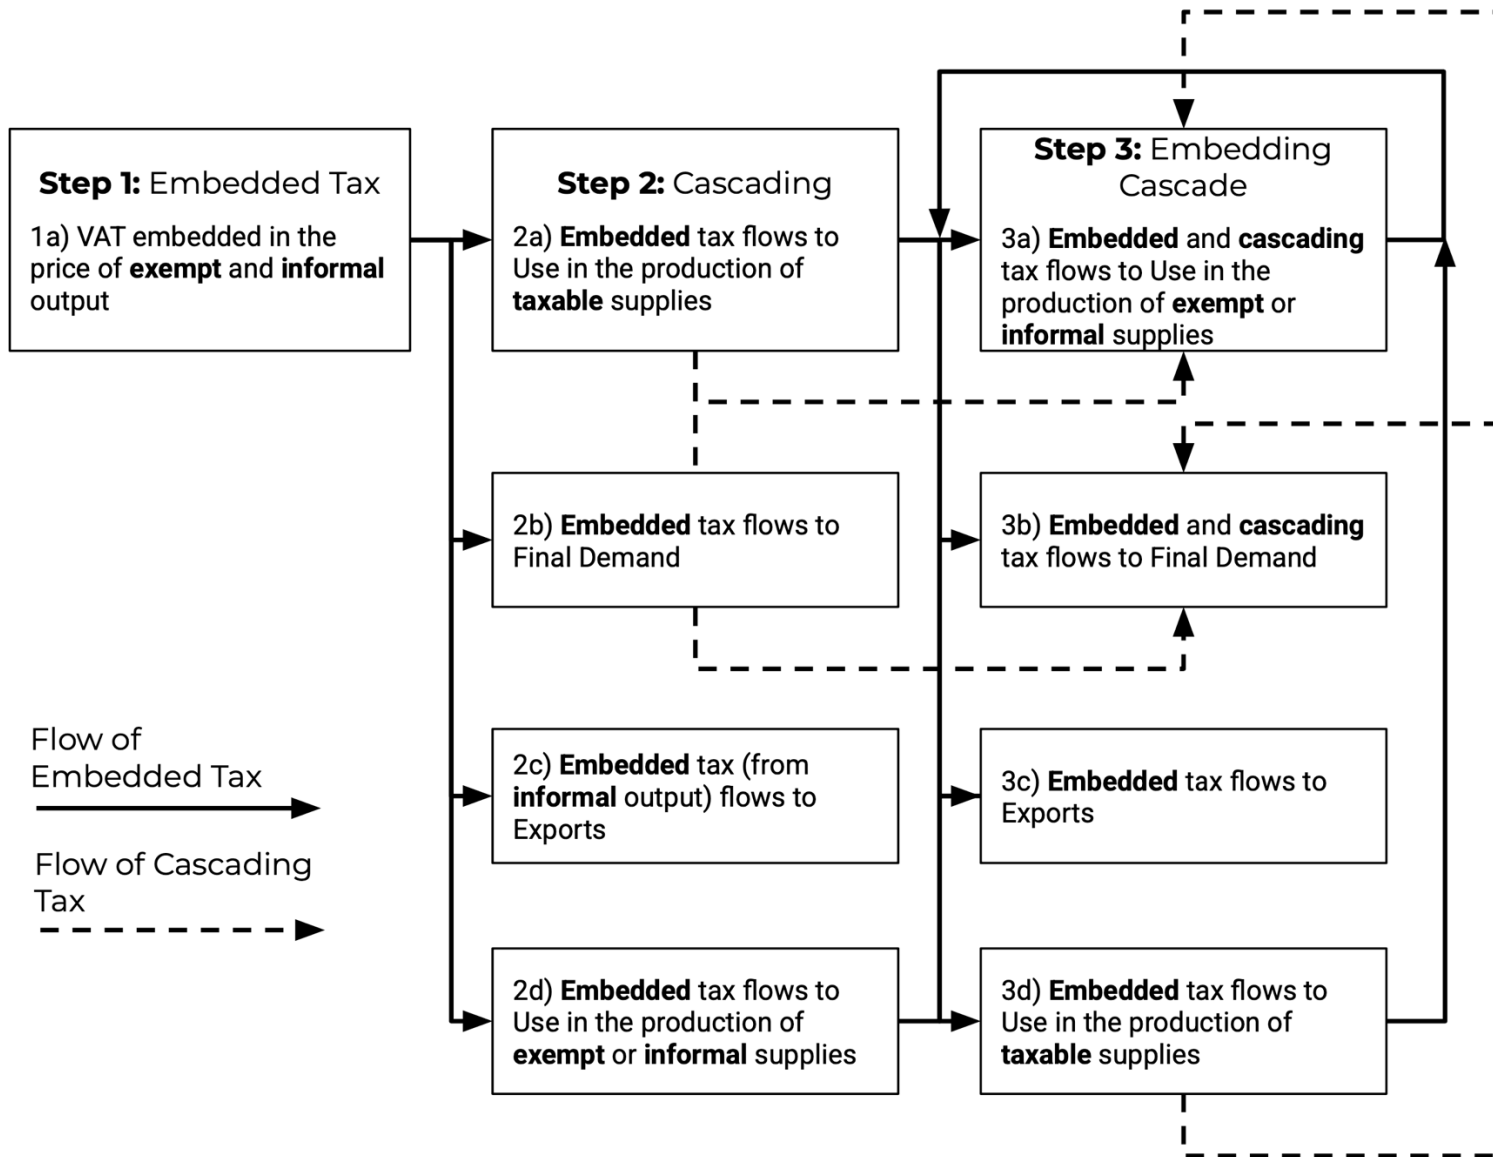 Step 1: Embedded Tax
1a) VAT embedded in the
price of exempt and informal
output
Step 2: Cascading
2a) Embedded tax flows to
Use in the production of
taxable supplies
Step 3: Embedding
Cascade
3a) Embedded and cascading
tax flows to Use in the
production of exempt or
informal supplies
2b) Embedded tax flows to
Final Demand
3b) Embedded and cascading
tax flows to Final Demand
Flow of
Embedded Tax
Flow of Cascading
Tax
2c) Embedded tax (from
informal output) flows to
Exports
3c) Embedded tax flows to
Exports
2d) Embedded tax flows to
Use in the production of
exempt or informal supplies
3d) Embedded tax flows to
Use in the production of
taxable supplies